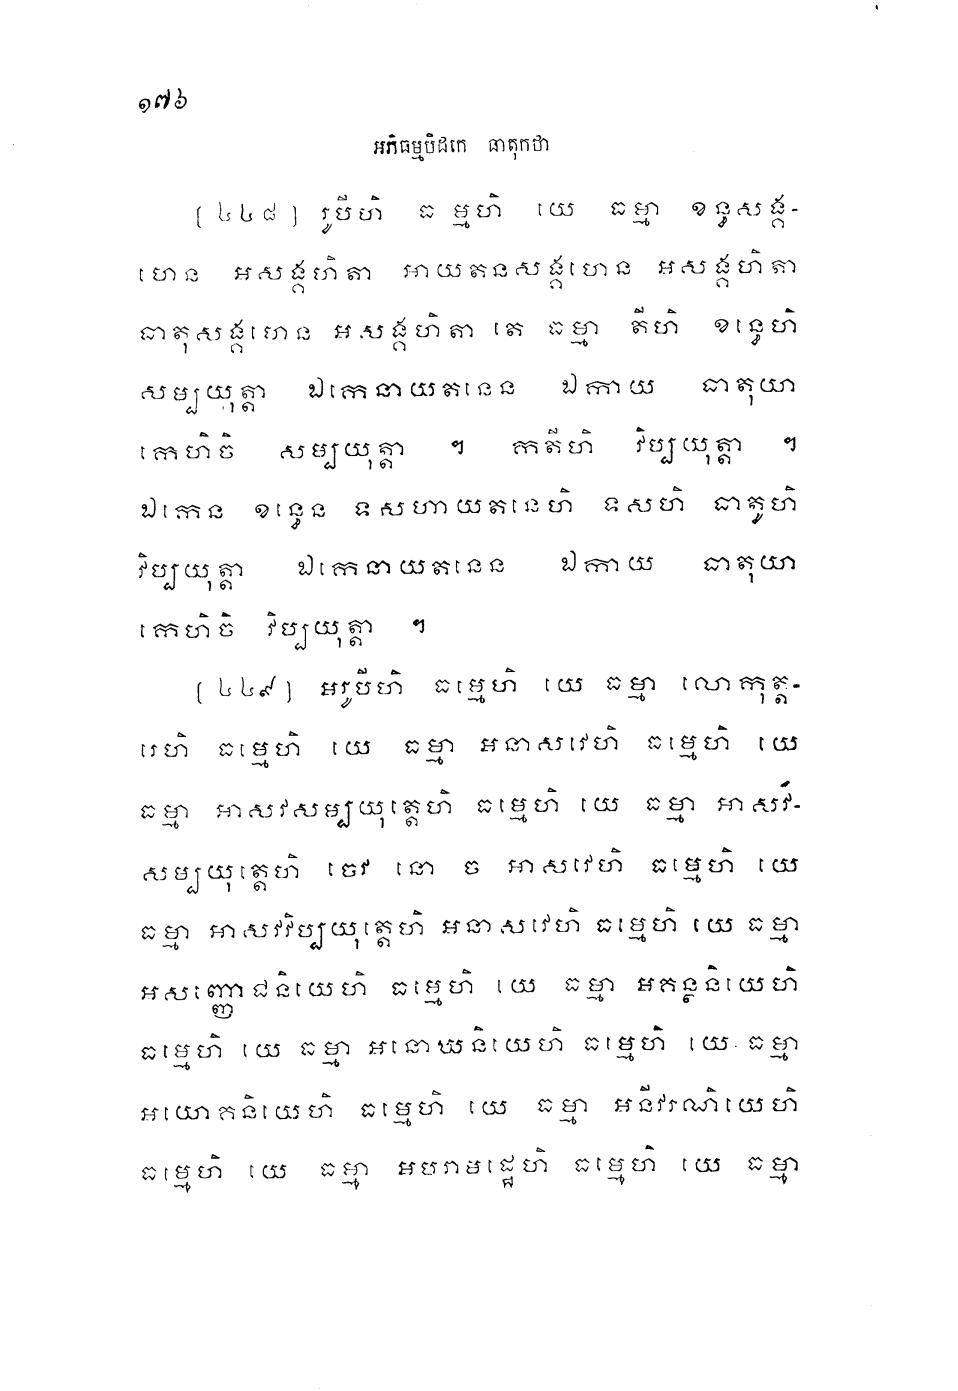 ១៧៦
អភិធម្មបិដកេ ធាតុកថា
(៤៤៨) រូបីហិ ធម្មេហិ យេ ធម្មា ខន្ធសង្គ-
ហេន អសង្គហិតា អាយតនសង្គហេន អសង្គហិតា
ធាតុសង្គហេន អសង្គហិតា តេ ធម្មា តីហិ ខន្ធេហិ
សម្បយុត្តា ឯកេនាយតនេន ឯកាយ ធាតុយា
កេហិចិ សម្បយុត្តា ។ កតីហិ វិប្បយុត្តា ។
ឯកេន ខន្ធេន ទសហាយតនេហិ ទសហិ ធាតូហិ
វិប្បយុត្តា ឯកេនាយតនេន ឯកាយ ធាតុយា
កេហិចិ វិប្បយុត្តា ។
(៤៤៩) អរូបីហិ ធម្មេហិ យេ ធម្មា លោកុត្ត-
រេហិ ធម្មេហិ យេ ធម្មា អនាសវេហិ ធម្មេហិ យេ
ធម្មា អាសវសម្បយុត្តេហិ ធម្មេហិ យេ ធម្មា អាសវ-
សម្បយុត្តេហិ ចេវ នោ ច អាសវេហិ ធម្មេហិ យេ
ធម្មា អាសវវិប្បយុត្តេហិ អនាសវេហិ ធម្មេហិ យេ ធម្មា
អសញ្ញោជនិយេហិ ធម្មេហិ យេ ធម្មា អគន្ថនិយេហិ
ធម្មេហិ យេ ធម្មា អនោឃនិយេហិ ធម្មេហិ យេ ធម្មា
អយោគនិយេហិ ធម្មេហិ យេ ធម្មា អនីវរណិយេហិ
ធម្មេហិ យេ ធម្មា អបរាមដ្ឋេហិ ធម្មេហិ យេ ធម្មា